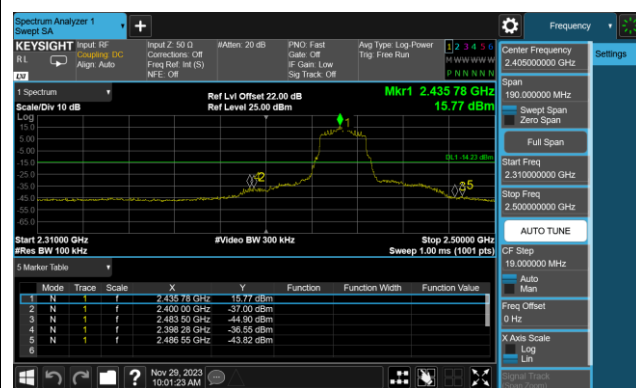 Spectrum Analyzer 1
Swept SA
Frequency
KEYSIGHT
RL
LXI
Input: RF
Coupling: DC
Align: Auto
Input Z: 50 Ω
Corrections: Off
Freq Ref: Int (S)
NFE: Off
#Atten: 20 dB
PNO: Fast
Gate: Off
IF Gain: Low
Sig Track: Off
Avg Type: Log-Power
Trig: Free Run
1 2 3 4 5 6
M W W W W W
P N N N N N
Center Frequency
2.405000000 GHz
Settings
Span
190.000000 MHz
Swept Span
Zero Span
Full Span
Start Freq
2.310000000 GHz
Stop Freq
2.500000000 GHz
AUTO TUNE
CF Step
19.000000 MHz
Auto
Man
Freq Offset
0 Hz
X Axis Scale
Log
Lin
Signal Track
(Span Zoom)
1 Spectrum
Scale/Div 10 dB
Ref Lvl Offset 22.00 dB
Ref Level 25.00 dBm
Mkr1 2.435 78 GHz
15.77 dBm
Log
15.0
5.00
-5.00
-15.0
-25.0
-35.0
-45.0
-55.0
-65.0
1
DL1 -14.23 dBm
2
5
Start 2.31000 GHz
#Res BW 100 kHz
#Video BW 300 kHz
Stop 2.50000 GHz
Sweep 1.00 ms (1001 pts)
5 Marker Table
Mode Trace Scale X Y Function Function Width Function Value
1 N 1 f 2.435 78 GHz 15.77 dBm
2 N 1 f 2.400 00 GHz -37.00 dBm
3 N 1 f 2.483 50 GHz -44.90 dBm
4 N 1 f 2.398 28 GHz -36.55 dBm
5 N 1 f 2.486 55 GHz -43.82 dBm
6
Nov 29, 2023
10:01:23 AM